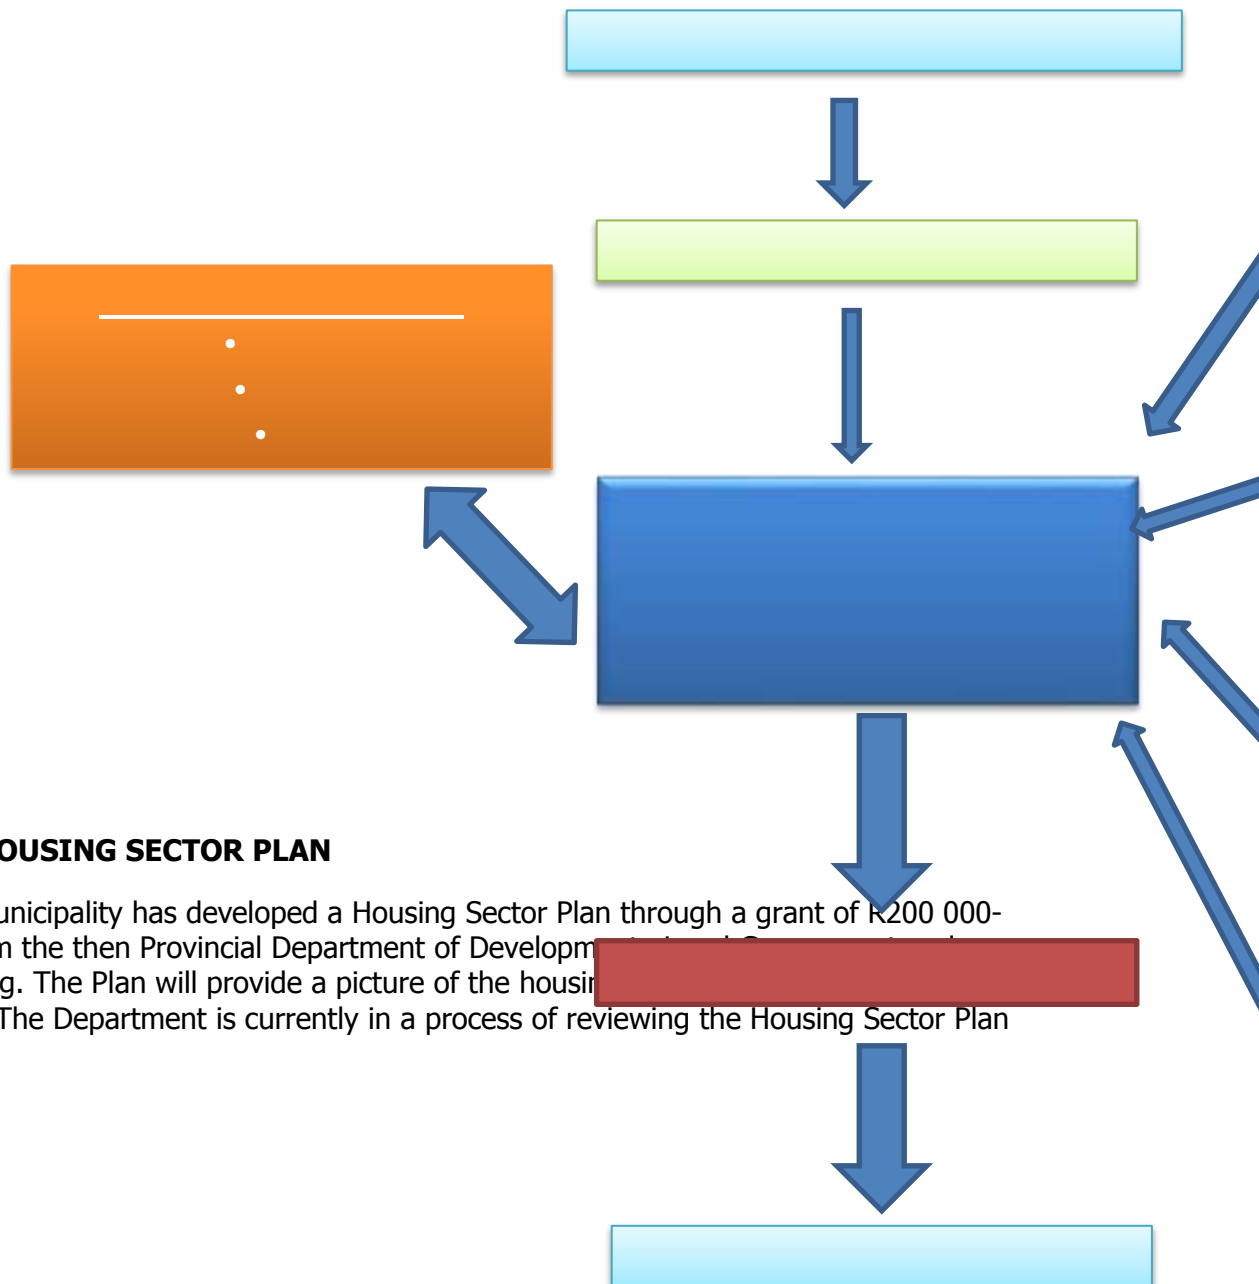 OUSING SECTOR PLAN
unicipality has developed a Housing Sector Plan through a grant of R200 000-
m the then Provincial Department of Developm
g. The Plan will provide a picture of the housin
The Department is currently in a process of reviewing the Housing Sector Plan